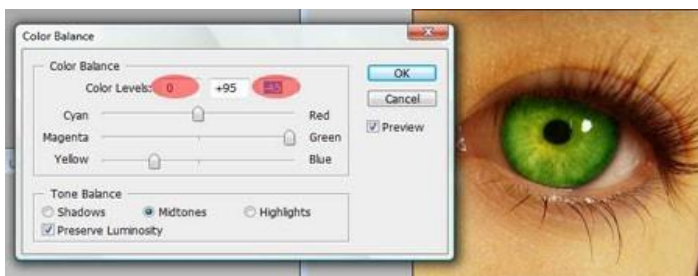 Color Balance
Color Balance
Color Levels: 0 +95 -45
Cyan Red
Magenta Green
Yellow Blue
Tone Balance
Shadows Midtones Highlights
Preserve Luminosity
OK
Cancel
Preview